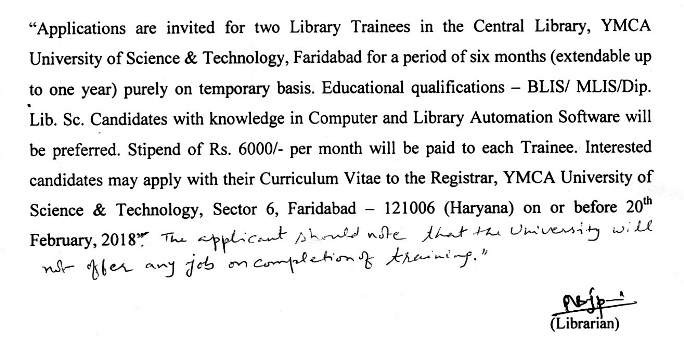 “Applications are invited for two Library Trainees in the Central Library, YMCA
University of Science & Technology, Faridabad for a period of six months (extendable up
to one year) purely on temporary basis. Educational qualifications – BLIS/ MLIS/Dip.
Lib. Sc. Candidates with knowledge in Computer and Library Automation Software will
be preferred. Stipend of Rs. 6000/- per month will be paid to each Trainee. Interested
candidates may apply with their Curriculum Vitae to the Registrar, YMCA University of
Science & Technology, Sector 6, Faridabad – 121006 (Haryana) on or before 20th
February, 2018. The applicant should note that the University will
not offer any job on completion of training."
(Librarian)